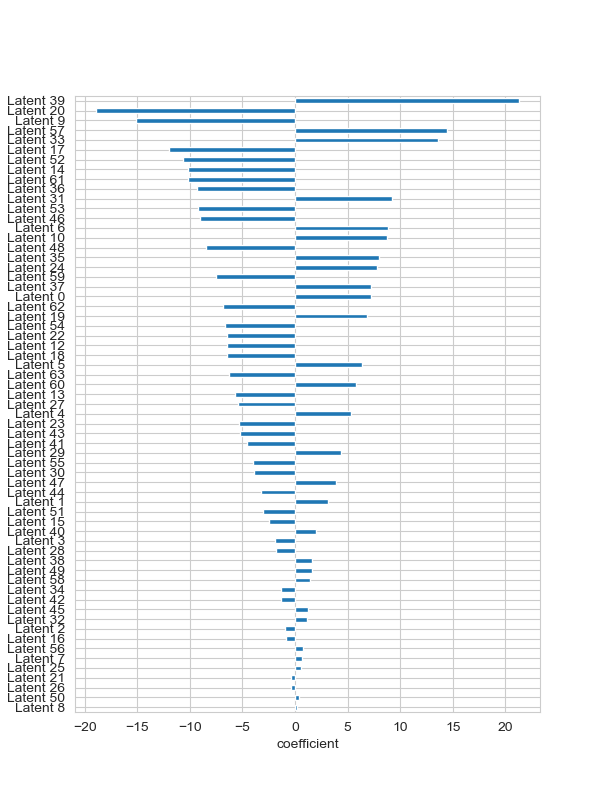 Latent 39
Latent 20
Latent 9
Latent 57
Latent 33
Latent 17
Latent 52
Latent 14
Latent 61
Latent 36
Latent 31
Latent 53
Latent 46
Latent 6
Latent 10
Latent 48
Latent 35
Latent 24
Latent 59
Latent 37
Latent 0
Latent 62
Latent 19
Latent 54
Latent 22
Latent 12
Latent 18
Latent 5
Latent 63
Latent 60
Latent 13
Latent 27
Latent 4
Latent 23
Latent 43
Latent 41
Latent 29
Latent 55
Latent 30
Latent 47
Latent 44
Latent 1
Latent 51
Latent 15
Latent 40
Latent 3
Latent 28
Latent 38
Latent 49
Latent 58
Latent 34
Latent 42
Latent 45
Latent 32
Latent 2
Latent 16
Latent 56
Latent 7
Latent 25
Latent 21
Latent 26
Latent 50
Latent 8
−20 −15 −10 −5 0 5 10 15 20
coefficient